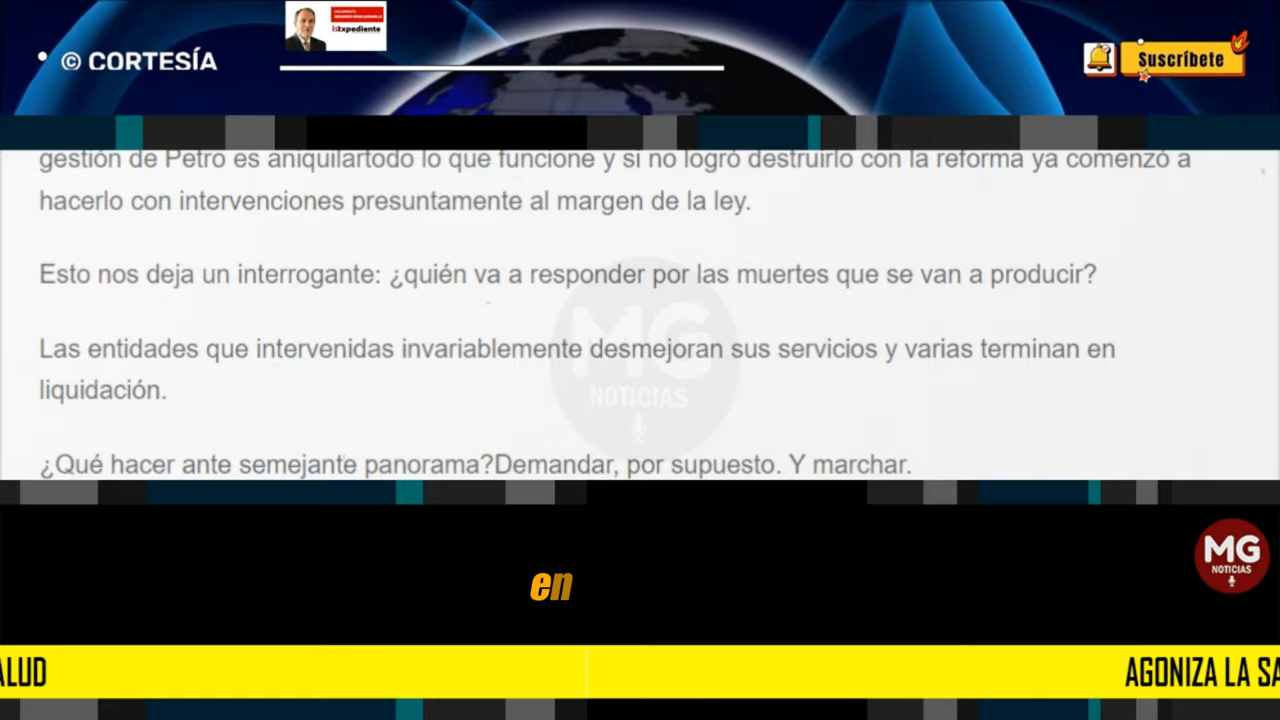 © CORTESÍA
Expediente
Suscríbete
gestión de Petro es aniquilartodo lo que funcione y si no logró destruirlo con la reforma ya comenzó a
hacerlo con intervenciones presuntamente al margen de la ley.
Esto nos deja un interrogante: ¿quién va a responder por las muertes que se van a producir?
Las entidades que intervenidas invariablemente desmejoran sus servicios y varias terminan en
liquidación.
¿Qué hacer ante semejante panorama?Demandar, por supuesto. Y marchar.
MG
NOTICIAS
MG
NOTICIAS
en
ALUD
AGONIZA LA SA